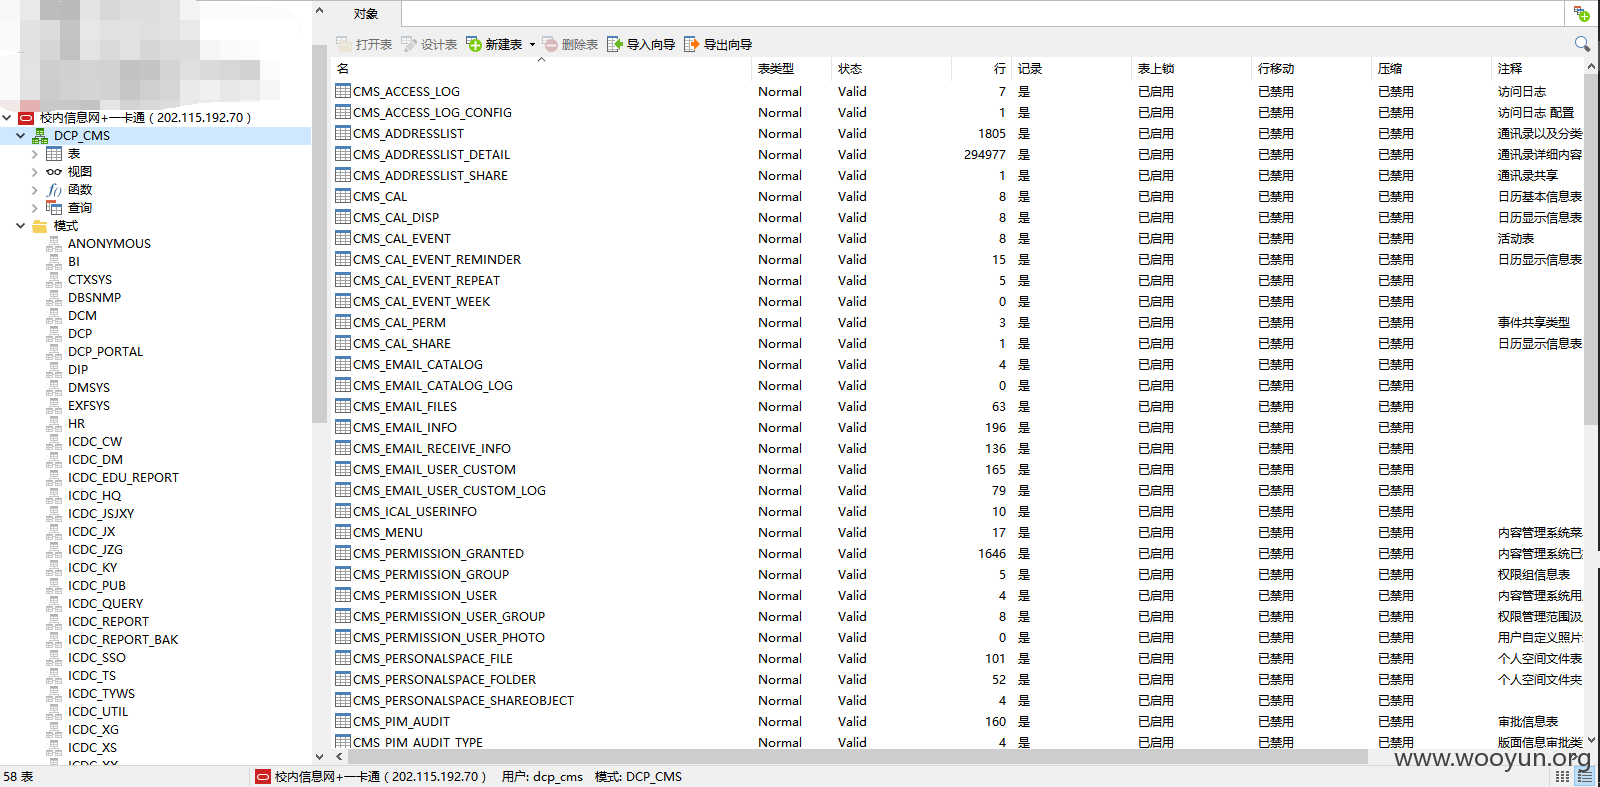 对象
打开表 设计表 新建表 删除表 导入向导 导出向导
名 表类型 状态 行 记录 表上锁 行移动 压缩 注释
校内信息网+一卡通（202.115.192.70）
DCP_CMS
表
视图
函数
查询
模式
ANONYMOUS
BI
CTXSYS
DBSNMP
DCM
DCP
DCP_PORTAL
DIP
DMSYS
EXFSYS
HR
ICDC_CW
ICDC_DM
ICDC_EDU_REPORT
ICDC_HQ
ICDC_JSJXY
ICDC_JX
ICDC_JZG
ICDC_KY
ICDC_PUB
ICDC_QUERY
ICDC_REPORT
ICDC_REPORT_BAK
ICDC_SSO
ICDC_TS
ICDC_TYWS
ICDC_UTIL
ICDC_XG
ICDC_XS
CMS_ACCESS_LOG Normal Valid 7 是 已启用 已禁用 已禁用 访问日志
CMS_ACCESS_LOG_CONFIG Normal Valid 1 是 已启用 已禁用 已禁用 访问日志 配置
CMS_ADDRESSLIST Normal Valid 1805 是 已启用 已禁用 已禁用 通讯录以及分类
CMS_ADDRESSLIST_DETAIL Normal Valid 294977 是 已启用 已禁用 已禁用 通讯录详细内容
CMS_ADDRESSLIST_SHARE Normal Valid 1 是 已启用 已禁用 已禁用 通讯录共享
CMS_CAL Normal Valid 8 是 已启用 已禁用 已禁用 日历基本信息表
CMS_CAL_DISP Normal Valid 8 是 已启用 已禁用 已禁用 日历显示信息表
CMS_CAL_EVENT Normal Valid 8 是 已启用 已禁用 已禁用 活动表
CMS_CAL_EVENT_REMINDER Normal Valid 15 是 已启用 已禁用 已禁用 日历显示信息表
CMS_CAL_EVENT_REPEAT Normal Valid 5 是 已启用 已禁用 已禁用
CMS_CAL_EVENT_WEEK Normal Valid 0 是 已启用 已禁用 已禁用
CMS_CAL_PERM Normal Valid 3 是 已启用 已禁用 已禁用 事件共享类型
CMS_CAL_SHARE Normal Valid 1 是 已启用 已禁用 已禁用 日历显示信息表
CMS_EMAIL_CATALOG Normal Valid 4 是 已启用 已禁用 已禁用
CMS_EMAIL_CATALOG_LOG Normal Valid 0 是 已启用 已禁用 已禁用
CMS_EMAIL_FILES Normal Valid 63 是 已启用 已禁用 已禁用
CMS_EMAIL_INFO Normal Valid 196 是 已启用 已禁用 已禁用
CMS_EMAIL_RECEIVE_INFO Normal Valid 136 是 已启用 已禁用 已禁用
CMS_EMAIL_USER_CUSTOM Normal Valid 165 是 已启用 已禁用 已禁用
CMS_EMAIL_USER_CUSTOM_LOG Normal Valid 79 是 已启用 已禁用 已禁用
CMS_ICAL_USERINFO Normal Valid 10 是 已启用 已禁用 已禁用
CMS_MENU Normal Valid 17 是 已启用 已禁用 已禁用 内容管理系统菜
CMS_PERMISSION_GRANTED Normal Valid 1646 是 已启用 已禁用 已禁用 内容管理系统已
CMS_PERMISSION_GROUP Normal Valid 5 是 已启用 已禁用 已禁用 权限组信息表
CMS_PERMISSION_USER Normal Valid 4 是 已启用 已禁用 已禁用 内容管理系统用
CMS_PERMISSION_USER_GROUP Normal Valid 8 是 已启用 已禁用 已禁用 权限管理范围及
CMS_PERMISSION_USER_PHOTO Normal Valid 0 是 已启用 已禁用 已禁用 用户自定义照片
CMS_PERSONALSPACE_FILE Normal Valid 101 是 已启用 已禁用 已禁用 个人空间文件表
CMS_PERSONALSPACE_FOLDER Normal Valid 52 是 已启用 已禁用 已禁用 个人空间文件夹
CMS_PERSONALSPACE_SHAREOBJECT Normal Valid 4 是 已启用 已禁用 已禁用
CMS_PIM_AUDIT Normal Valid 160 是 已启用 已禁用 已禁用 审批信息表
CMS_PIM_AUDIT_TYPE Normal Valid 4 是 已启用 已禁用 已禁用 版面信息审批类
www.wooyun.org
58 表 校内信息网+一卡通（202.115.192.70） 用户: dcp_cms 模式: DCP_CMS